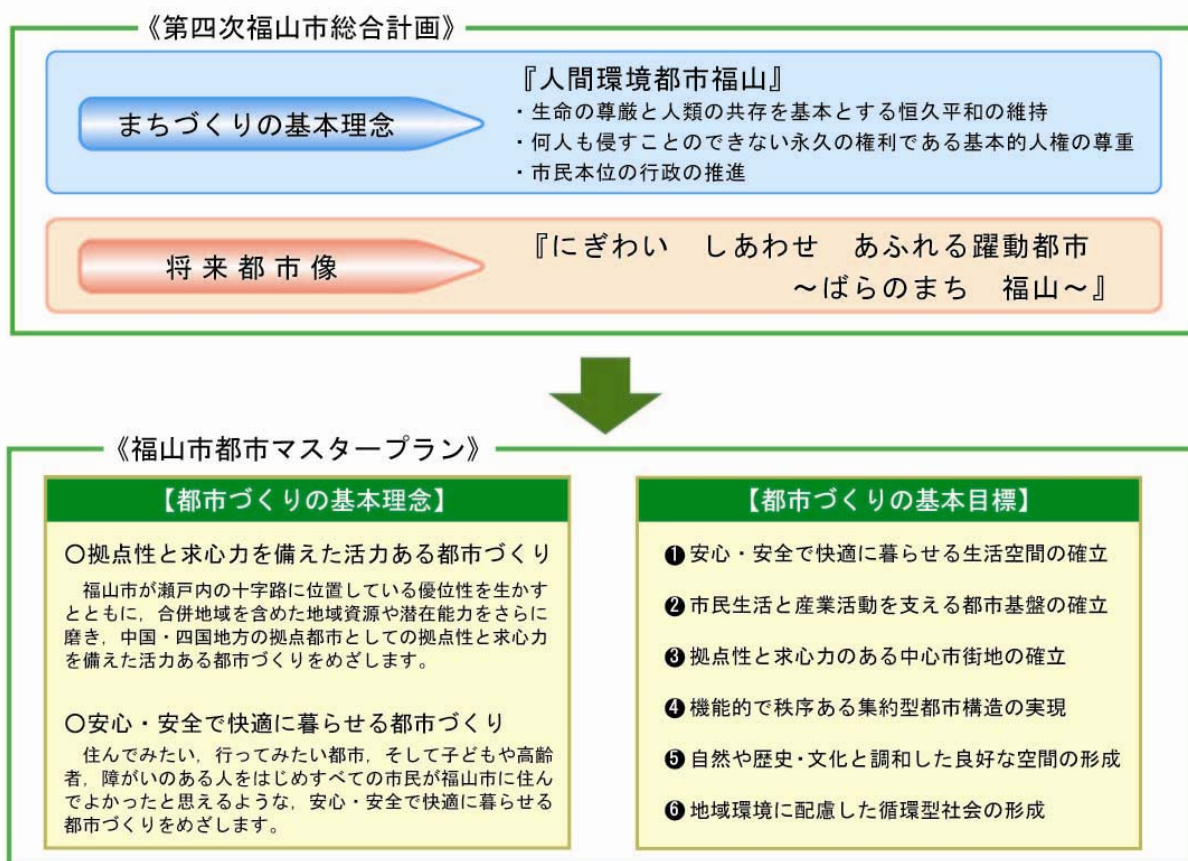 《第四次福山市総合計画》
まちづくりの基本理念
『人間環境都市福山』
・生命の尊厳と人類の共存を基本とする恒久平和の維持
・何人も侵すことのできない永久の権利である基本的人権の尊重
・市民本位の行政の推進
将来都市像
『にぎわい　しあわせ　あふれる躍動都市
～ばらのまち　福山～』
《福山市都市マスタープラン》
【都市づくりの基本理念】
○拠点性と求心力を備えた活力ある都市づくり
福山市が瀬戸内の十字路に位置している優位性を生かす
とともに，合併地域を含めた地域資源や潜在能力をさらに
磨き，中国・四国地方の拠点都市としての拠点性と求心力
を備えた活力ある都市づくりをめざします。
○安心・安全で快適に暮らせる都市づくり
住んでみたい，行ってみたい都市，そして子どもや高齢
者，障がいのある人をはじめすべての市民が福山市に住ん
でよかったと思えるような，安心・安全で快適に暮らせる
都市づくりをめざします。
【都市づくりの基本目標】
❶安心・安全で快適に暮らせる生活空間の確立
❷市民生活と産業活動を支える都市基盤の確立
❸拠点性と求心力のある中心市街地の確立
❹機能的で秩序ある集約型都市構造の実現
❺自然や歴史・文化と調和した良好な空間の形成
❻地域環境に配慮した循環型社会の形成